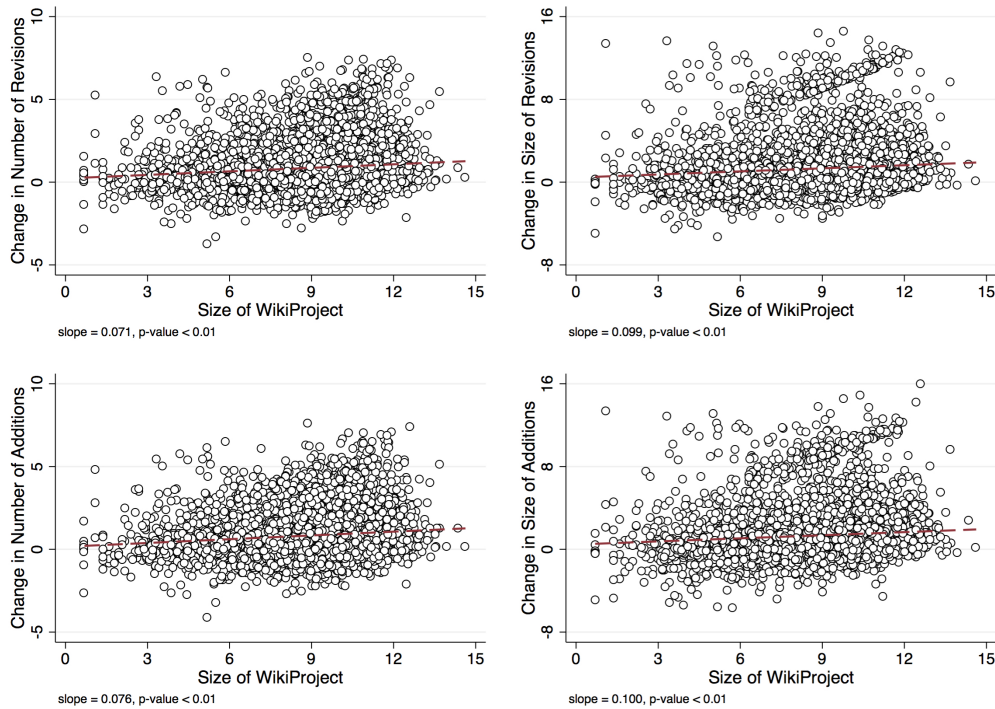 Change in Number of Revisions
10
5
0
-5
0 3 6 9 12 15
Size of WikiProject
slope = 0.071, p-value < 0.01
Change in Size of Revisions
16
8
0
-8
0 3 6 9 12 15
Size of WikiProject
slope = 0.099, p-value < 0.01
Change in Number of Additions
10
5
0
-5
0 3 6 9 12 15
Size of WikiProject
slope = 0.076, p-value < 0.01
Change in Size of Additions
16
8
0
-8
0 3 6 9 12 15
Size of WikiProject
slope = 0.100, p-value < 0.01